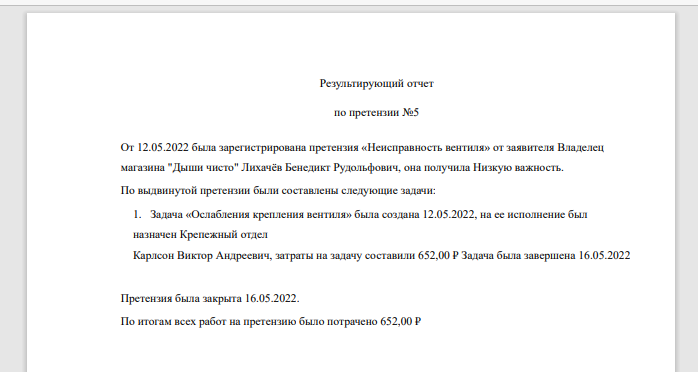 Результирующий отчет
по претензии №5
От 12.05.2022 была зарегистрирована претензия «Неисправность вентиля» от заявителя Владелец
магазина "Дыши чисто" Лихачёв Бенедикт Рудольфович, она получила Низкую важность.
По выдвинутой претензии были составлены следующие задачи:
1. Задача «Ослабления крепления вентиля» была создана 12.05.2022, на ее исполнение был
назначен Крепежный отдел
Карлсон Виктор Андреевич, затраты на задачу составили 652,00 ₽ Задача была завершена 16.05.2022
Претензия была закрыта 16.05.2022.
По итогам всех работ на претензию было потрачено 652,00 ₽